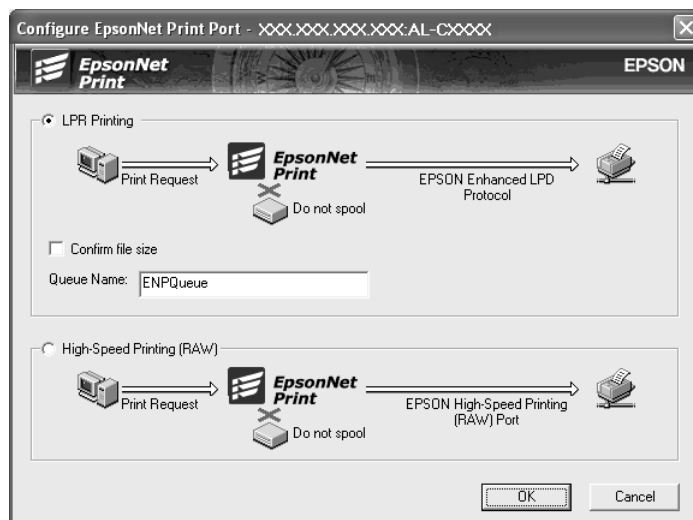 Configure EpsonNet Print Port - XXX.XXX.XXX.XXX:AL-CXXXX
EpsonNet
Print
EPSON
LPR Printing
Print Request
EpsonNet
Print
EPSON Enhanced LPD
Protocol
Do not spool
Confirm file size
Queue Name:
ENPQueue
High-Speed Printing (RAW)
Print Request
EpsonNet
Print
EPSON High-Speed Printing
(RAW) Port
Do not spool
OK
Cancel